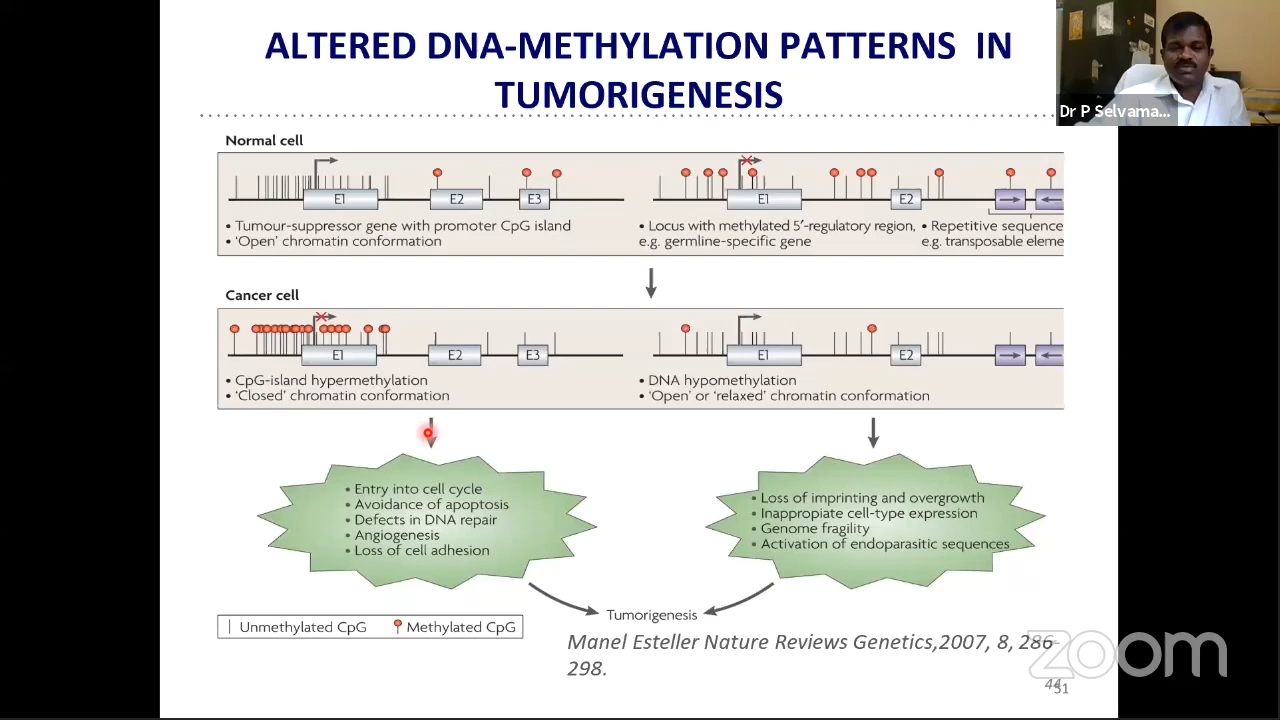 ALTERED DNA-METHYLATION PATTERNS IN
TUMORIGENESIS
Dr P Selvama...
Normal cell
E1
E2
E3
E1
E2
• Tumour-suppressor gene with promoter CpG island
• 'Open' chromatin conformation
• Locus with methylated 5′-regulatory region,
e.g. germline-specific gene
• Repetitive sequence
e.g. transposable eleme
Cancer cell
E1
E2
E3
E1
E2
• CpG-island hypermethylation
• 'Closed' chromatin conformation
• DNA hypomethylation
• 'Open' or 'relaxed' chromatin conformation
• Entry into cell cycle
• Avoidance of apoptosis
• Defects in DNA repair
• Angiogenesis
• Loss of cell adhesion
• Loss of imprinting and overgrowth
• Inappropiate cell-type expression
• Genome fragility
• Activation of endoparasitic sequences
Tumorigenesis
Unmethylated CpG
Methylated CpG
Manel Esteller Nature Reviews Genetics,2007, 8, 286-
298.
zoom
44
31